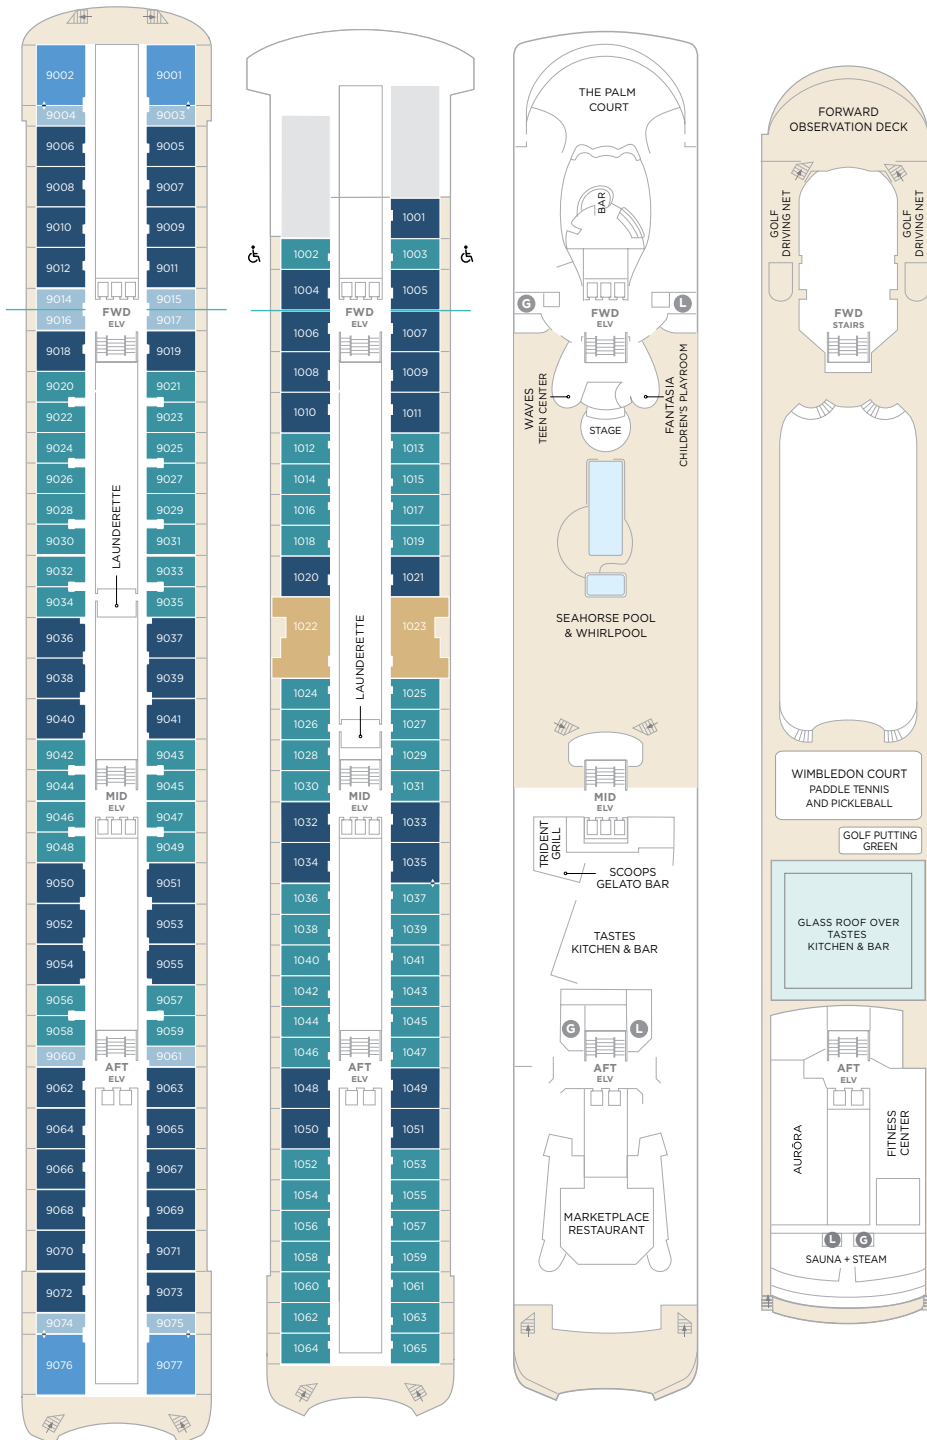 9002
9001
9004
9003
9006
9005
9008
9007
9010
9009
9012
9011
9014
9015
9016
9017
FWD
ELV
9018
9019
9020
9021
9022
9023
9024
9025
9026
9027
9028
9029
9030
9031
9032
9033
9034
9035
LAUNDERETTE
9036
9037
9038
9039
9040
9041
9042
9043
9044
9045
MID
ELV
9046
9047
9048
9049
9050
9051
9052
9053
9054
9055
9056
9057
9058
9059
9060
9061
AFT
ELV
9062
9063
9064
9065
9066
9067
9068
9069
9070
9071
9072
9073
9074
9075
9076
9077
1001
1002
1003
1004
1005
FWD
ELV
1006
1007
1008
1009
1010
1011
1012
1013
1014
1015
1016
1017
1018
1019
1020
1021
1022
1023
LAUNDERETTE
1024
1025
1026
1027
1028
1029
1030
1031
MID
ELV
1032
1033
1034
1035
1036
1037
1038
1039
1040
1041
1042
1043
1044
1045
1046
1047
AFT
ELV
1048
1049
1050
1051
1052
1053
1054
1055
1056
1057
1058
1059
1060
1061
1062
1063
1064
1065
THE PALM
COURT
BAR
G
L
FWD
ELV
WAVES
TEEN CENTER
FANTASIA
CHILDREN'S PLAYROOM
STAGE
SEAHORSE POOL
& WHIRLPOOL
MID
ELV
TRIDENT
GRILL
SCOOPS
GELATO BAR
TASTES
KITCHEN & BAR
G
L
AFT
ELV
MARKETPLACE
RESTAURANT
FORWARD
OBSERVATION DECK
GOLF
DRIVING NET
GOLF
DRIVING NET
FWD
STAIRS
WIMBLEDON COURT
PADDLE TENNIS
AND PICKLEBALL
GOLF PUTTING
GREEN
GLASS ROOF OVER
TASTES
KITCHEN & BAR
AFT
ELV
AURŌRA
FITNESS
CENTER
L
G
SAUNA + STEAM